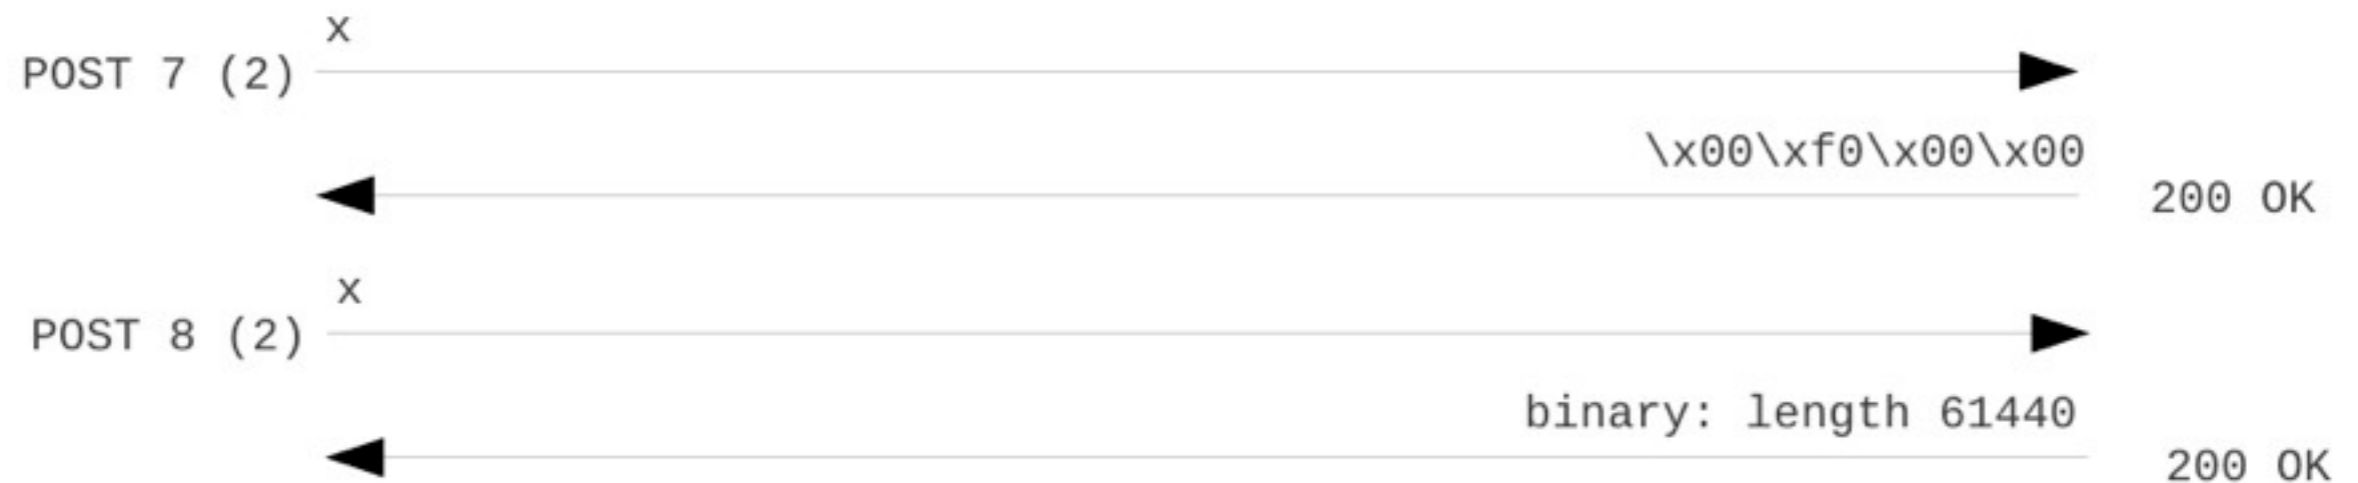 x
POST 7 (2)
\x00\xf0\x00\x00
200 OK
x
POST 8 (2)
binary: length 61440
200 OK